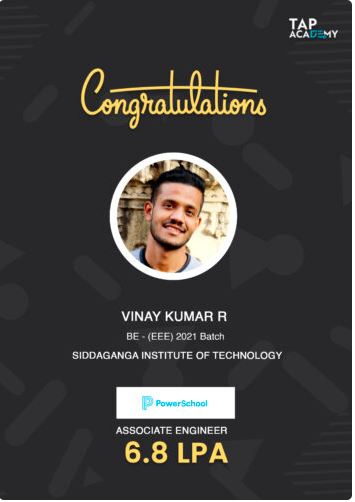 TAP
ACADEMY
Congratulations
VINAY KUMAR R
BE - (EEE) 2021 Batch
SIDDAGANGA INSTITUTE OF TECHNOLOGY
PowerSchool
ASSOCIATE ENGINEER
6.8 LPA